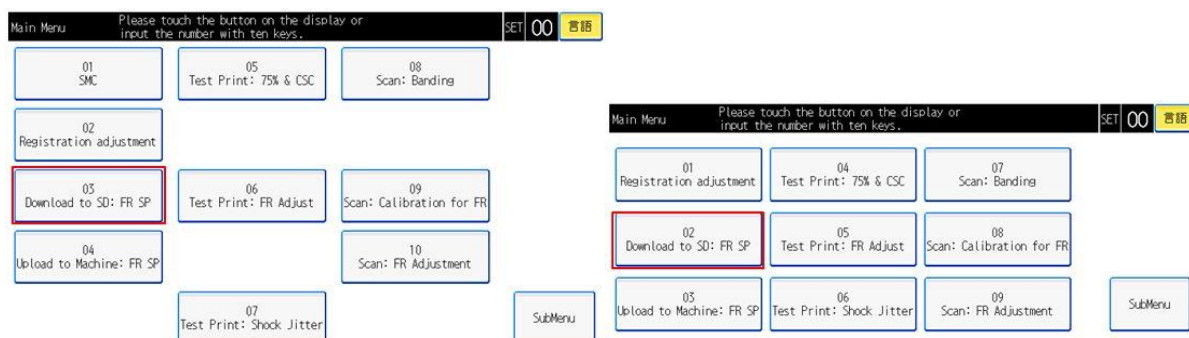 Main Menu
Please touch the button on the display or
input the number with ten keys.
SET
00
言語
01
SMC
05
Test Print: 75% & CSC
08
Scan: Banding
02
Registration adjustment
03
Download to SD: FR SP
06
Test Print: FR Adjust
09
Scan: Calibration for FR
04
Upload to Machine: FR SP
10
Scan: FR Adjustment
07
Test Print: Shock Jitter
SubMenu
Main Menu
Please touch the button on the display or
input the number with ten keys.
SET
00
言語
01
Registration adjustment
04
Test Print: 75% & CSC
07
Scan: Banding
02
Download to SD: FR SP
05
Test Print: FR Adjust
08
Scan: Calibration for FR
03
Upload to Machine: FR SP
06
Test Print: Shock Jitter
09
Scan: FR Adjustment
SubMenu